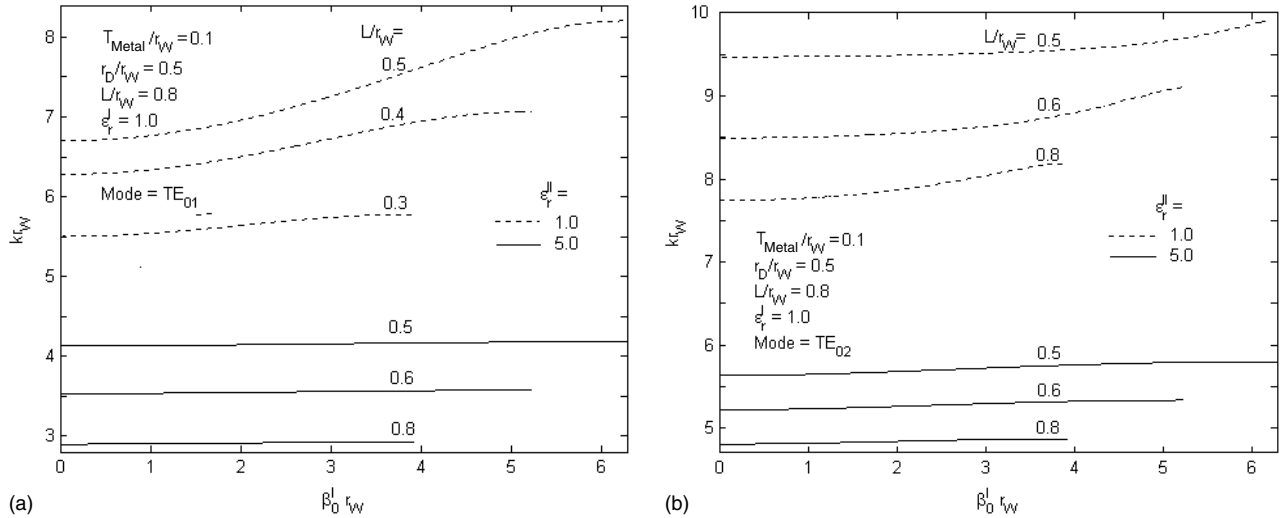 8
7
6
5
4
3
kr_W
T_Metal/r_W = 0.1
r_D/r_W = 0.5
L/r_W = 0.8
ε_r^I = 1.0
Mode = TE_01
L/r_W =
0.5
0.4
0.3
ε_r^II =
1.0
5.0
0.5
0.6
0.8
0 1 2 3 4 5 6
(a)
β_0^I r_W
10
9
8
7
6
5
kr_W
L/r_W = 0.5
0.6
0.8
ε_r^II =
1.0
5.0
T_Metal/r_W = 0.1
r_D/r_W = 0.5
L/r_W = 0.8
ε_r^I = 1.0
Mode = TE_02
0.5
0.6
0.8
0 1 2 3 4 5 6
(b)
β_0^I r_W